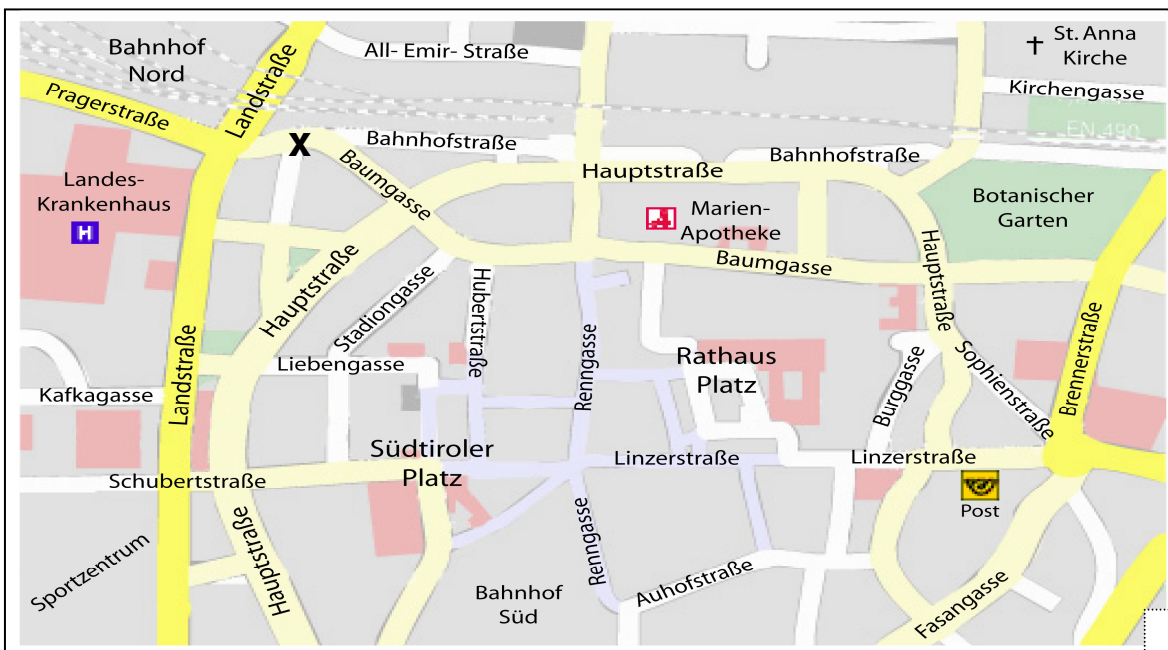 All- Emir- Straße
St. Anna
Kirche
Bahnhof
Nord
Landstraße
Kirchengasse
Pragerstraße
EN 490
Bahnhofstraße
Bahnhofstraße
X
Baumgasse
Hauptstraße
Landes-
Krankenhaus
H
Botanischer
Garten
Marien-
Apotheke
Hauptstraße
Hauptstraße
Baumgasse
Stadiongasse
Hubertstraße
Landstraße
Liebengasse
Renngasse
Rathaus
Platz
Burggasse
Sophienstraße
Brennerstraße
Kafkagasse
Südtiroler
Platz
Schubertstraße
Linzerstraße
Linzerstraße
Post
Hauptstraße
Renngasse
Sportzentrum
Bahnhof
Süd
Auhofstraße
Fasangasse